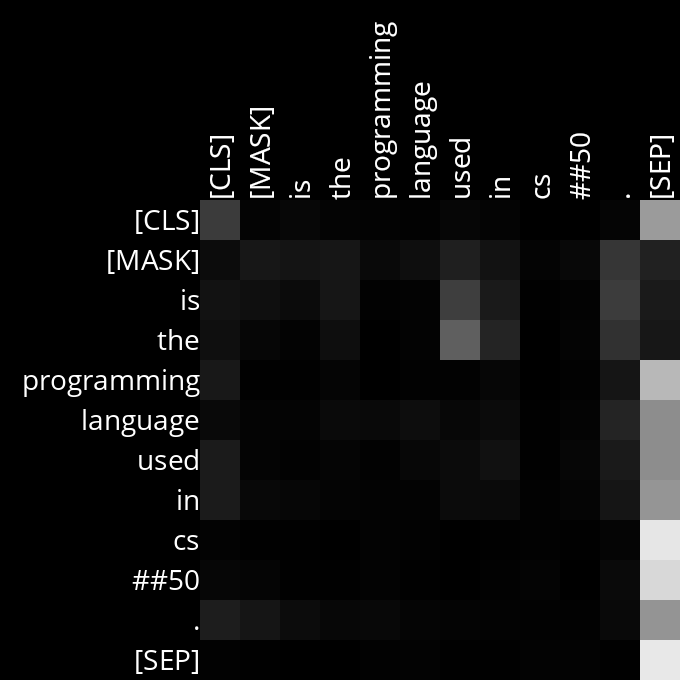 [CLS]
[MASK]
is
the
programming
language
used
in
cs
##50
.
[SEP]
[CLS]
[MASK]
is
the
programming
language
used
in
cs
##50
.
[SEP]